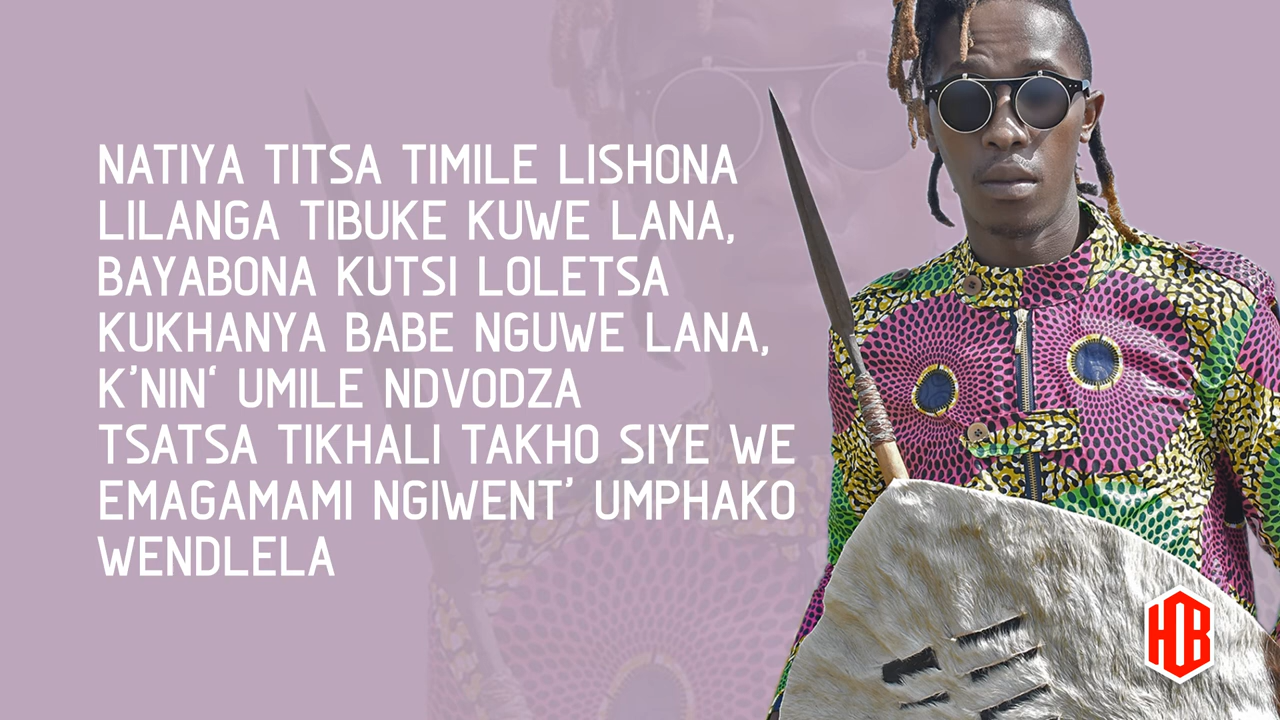 NATIYA TITSA TIMILE LISHONA
LILANGA TIBUKE KUWE LANA,
BAYABONA KUTSI LOLETSA
KUKHANYA BABE NGUWE LANA,
K’NIN‘ UMILE NDVODZA
TSATSA TIKHALI TAKHO SIYE WE
EMAGAMAMI NGIWENT’ UMPHAKO
WENDLELA
HOB